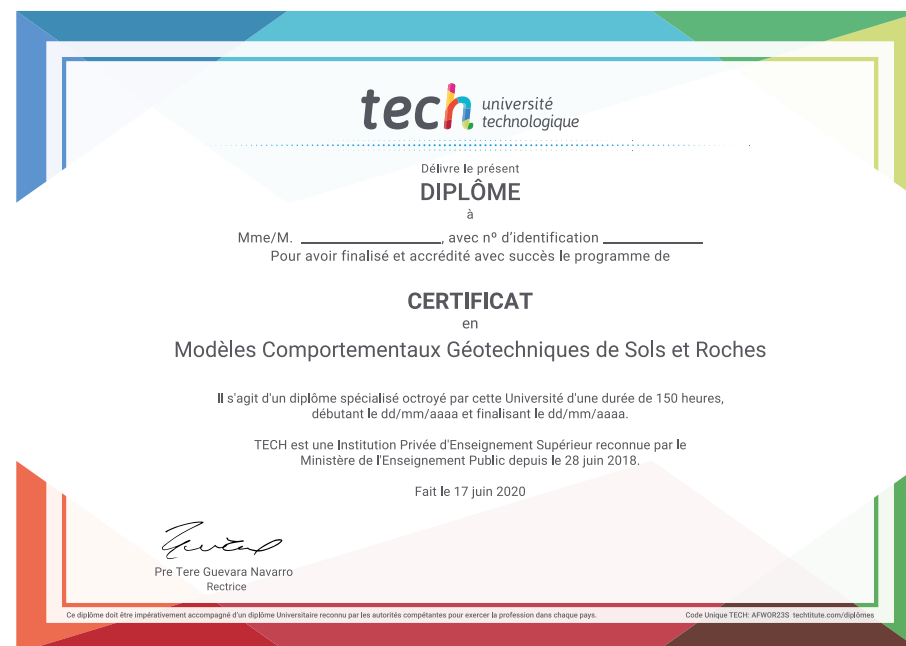 tech université
technologique
Délivre le présent
DIPLÔME
à
Mme/M. ____________________, avec nº d'identification ______________
Pour avoir finalisé et accrédité avec succès le programme de
CERTIFICAT
en
Modèles Comportementaux Géotechniques de Sols et Roches
Il s'agit d'un diplôme spécialisé octroyé par cette Université d'une durée de 150 heures,
débutant le dd/mm/aaaa et finalisant le dd/mm/aaaa.
TECH est une Institution Privée d'Enseignement Supérieur reconnue par le
Ministère de l'Enseignement Public depuis le 28 juin 2018.
Fait le 17 juin 2020
Pre Tere Guevara Navarro
Rectrice
Ce diplôme doit être impérativement accompagné d'un diplôme Universitaire reconnu par les autorités compétantes pour exercer la profession dans chaque pays.
Code Unique TECH: AFWOR23S techtitute.com/diplômes